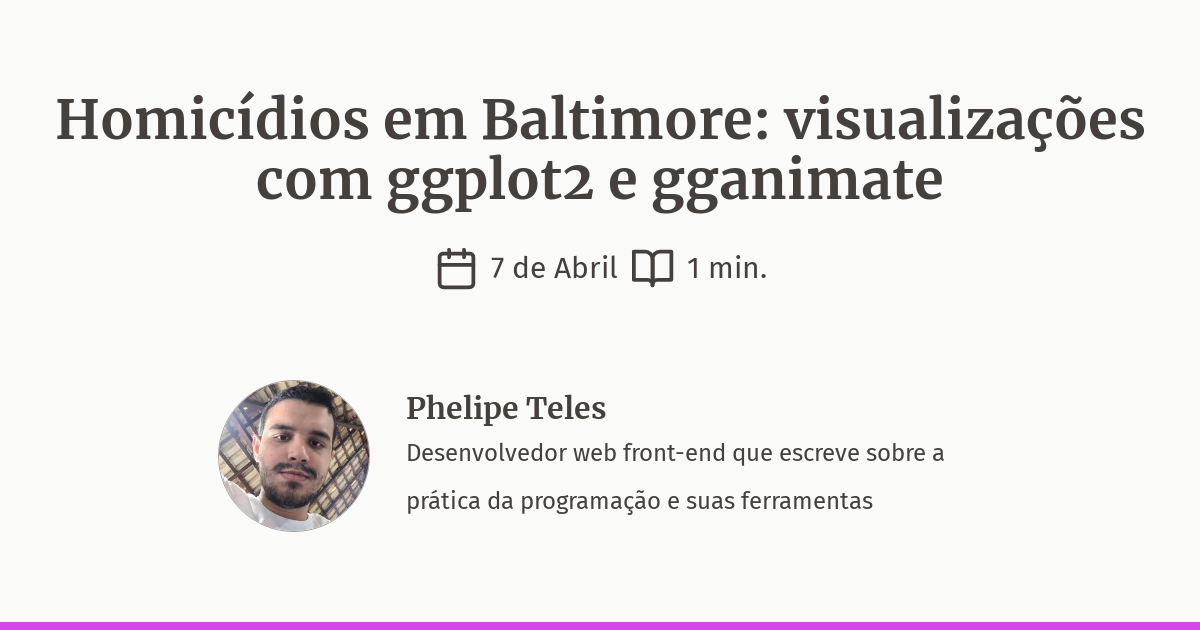 Homicídios em Baltimore: visualizações
com ggplot2 e gganimate
7 de Abril 1 min.
Phelipe Teles
Desenvolvedor web front-end que escreve sobre a
prática da programação e suas ferramentas